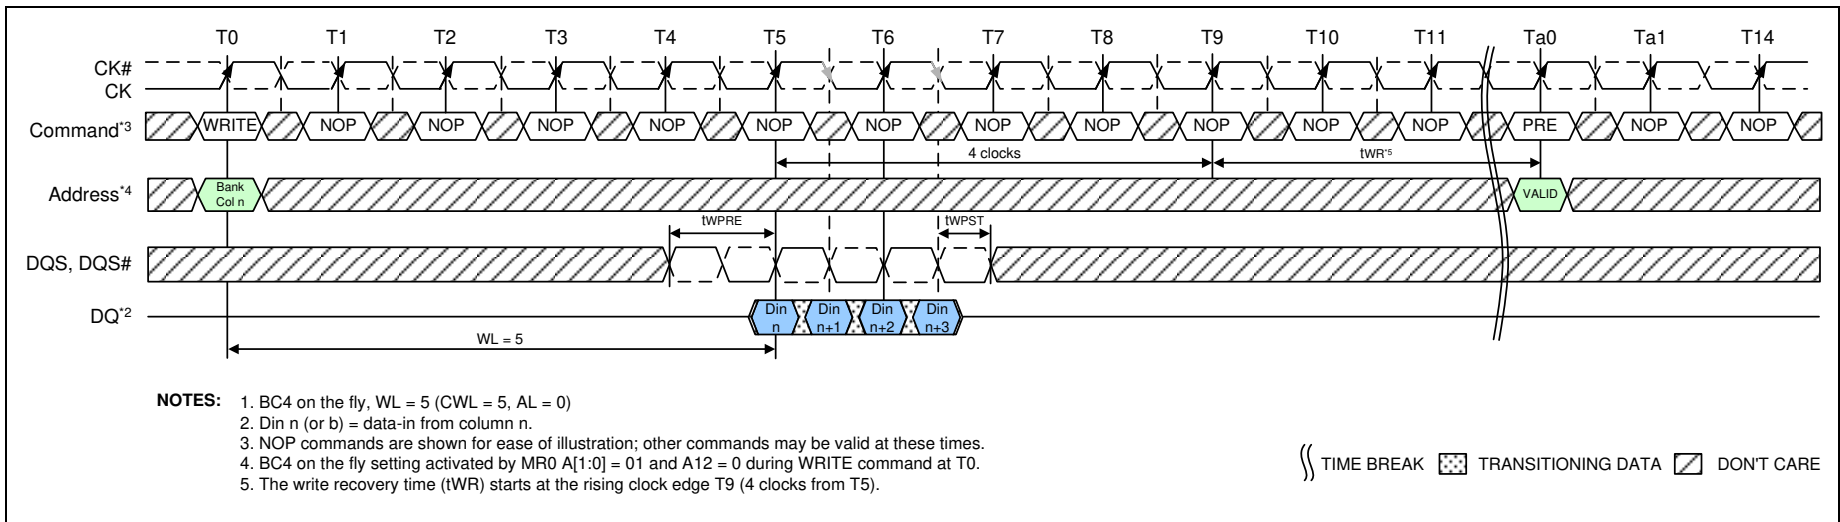 T0 T1 T2 T3 T4 T5 T6 T7 T8 T9 T10 T11 Ta0 Ta1 T14
CK#
CK
Command*3 WRITE NOP NOP NOP NOP NOP NOP NOP NOP NOP NOP NOP PRE NOP NOP
4 clocks tWR*5
Address*4 Bank Col n VALID
tWPRE tWPST
DQS, DQS#
DQ*2 Din n Din n+1 Din n+2 Din n+3
WL = 5
NOTES: 1. BC4 on the fly, WL = 5 (CWL = 5, AL = 0)
2. Din n (or b) = data-in from column n.
3. NOP commands are shown for ease of illustration; other commands may be valid at these times.
4. BC4 on the fly setting activated by MR0 A[1:0] = 01 and A12 = 0 during WRITE command at T0.
5. The write recovery time (tWR) starts at the rising clock edge T9 (4 clocks from T5).
TIME BREAK TRANSITIONING DATA DON'T CARE